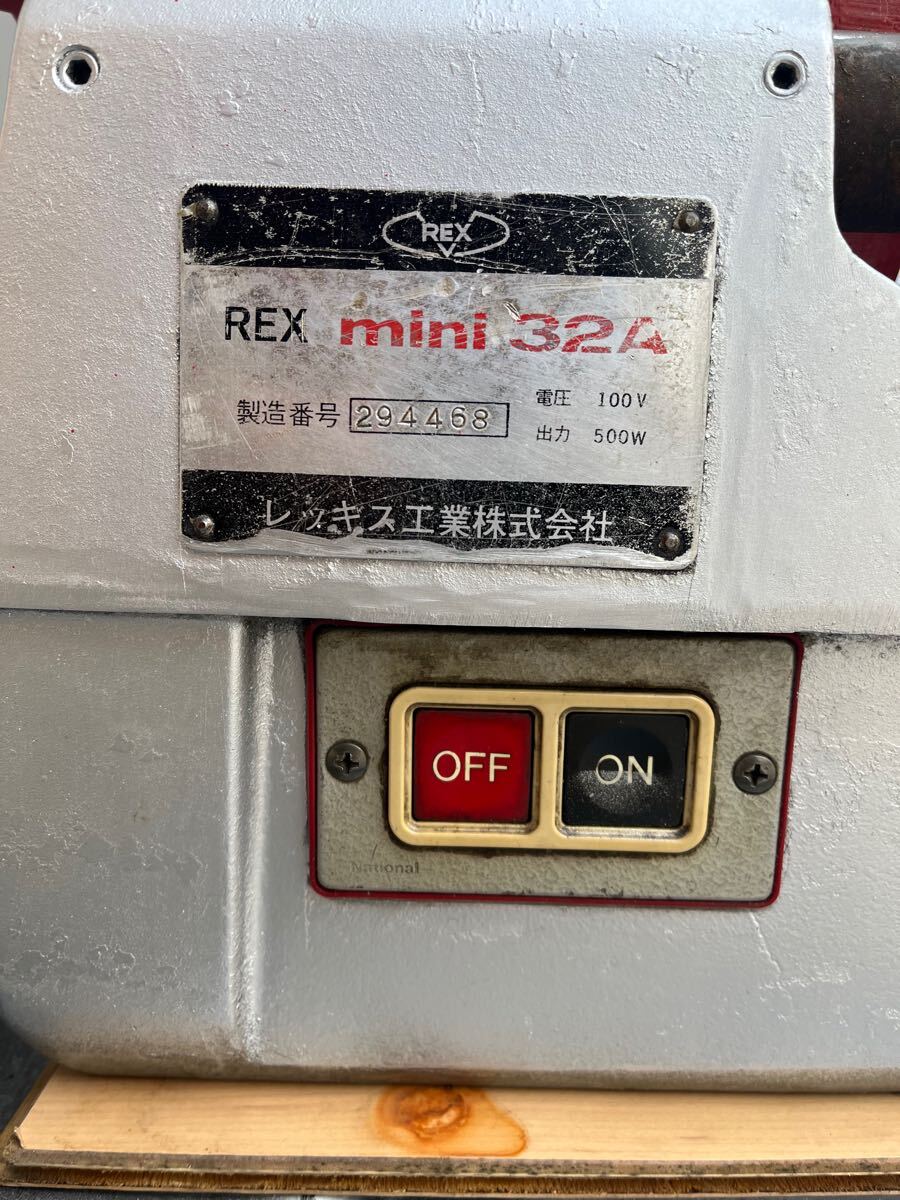 REX
REX mini 32A
製造番号 294468
電圧 100V
出力 500W
レッキス工業株式会社
OFF ON
National